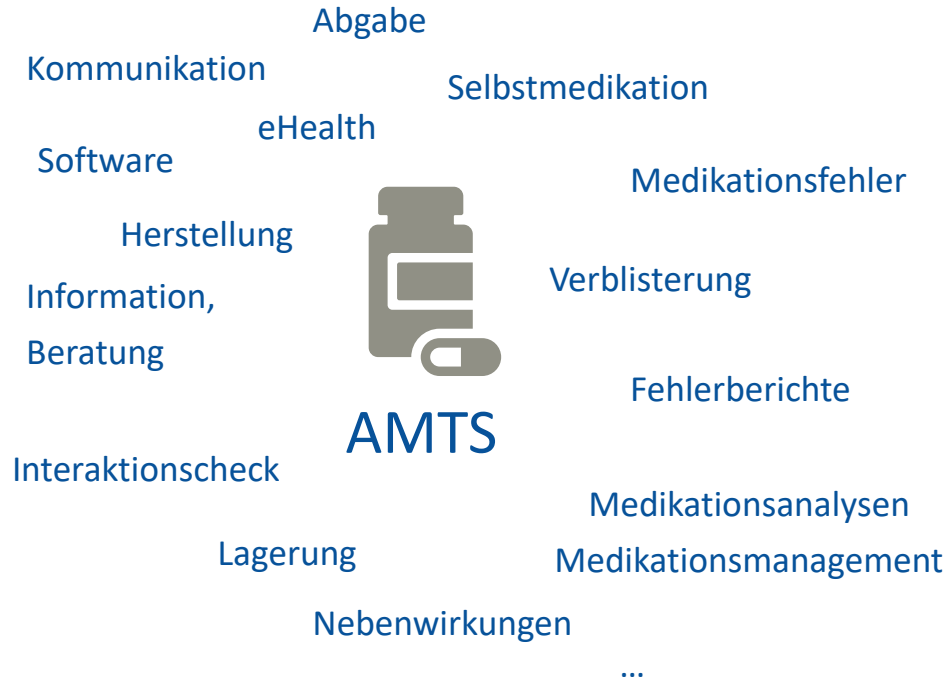 Abgabe
Kommunikation
Selbstmedikation
eHealth
Software
Medikationsfehler
Herstellung
Verblisterung
Information,
Beratung
Fehlerberichte
AMTS
Interaktionscheck
Medikationsanalysen
Lagerung
Medikationsmanagement
Nebenwirkungen
...